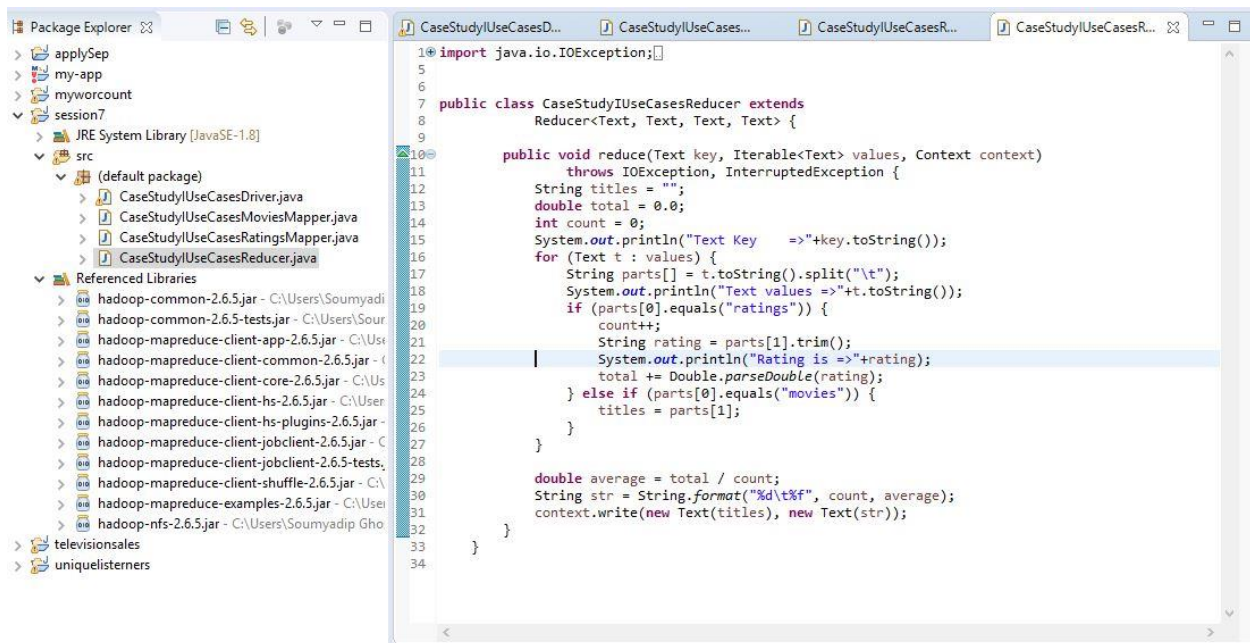 Package Explorer
applySep
my-app
myworcount
session7
JRE System Library [JavaSE-1.8]
src
(default package)
CaseStudyIUseCasesDriver.java
CaseStudyIUseCasesMoviesMapper.java
CaseStudyIUseCasesRatingsMapper.java
CaseStudyIUseCasesReducer.java
Referenced Libraries
hadoop-common-2.6.5.jar - C:\Users\Soumyadi
hadoop-common-2.6.5-tests.jar - C:\Users\Sour
hadoop-mapreduce-client-app-2.6.5.jar - C:\Use
hadoop-mapreduce-client-common-2.6.5.jar - (
hadoop-mapreduce-client-core-2.6.5.jar - C:\Us
hadoop-mapreduce-client-hs-2.6.5.jar - C:\User
hadoop-mapreduce-client-hs-plugins-2.6.5.jar -
hadoop-mapreduce-client-jobclient-2.6.5.jar - C
hadoop-mapreduce-client-jobclient-2.6.5-tests.
hadoop-mapreduce-client-shuffle-2.6.5.jar - C:\
hadoop-mapreduce-examples-2.6.5.jar - C:\User
hadoop-nfs-2.6.5.jar - C:\Users\Soumyadip Gho
televisionsales
uniquelisterners
CaseStudyIUseCasesD... CaseStudyIUseCases... CaseStudyIUseCasesR... CaseStudyIUseCasesR...
1 import java.io.IOException;
5
6
7 public class CaseStudyIUseCasesReducer extends
8 Reducer<Text, Text, Text, Text> {
9
10 public void reduce(Text key, Iterable<Text> values, Context context)
11 throws IOException, InterruptedException {
12 String titles = "";
13 double total = 0.0;
14 int count = 0;
15 System.out.println("Text Key    =>"+key.toString());
16 for (Text t : values) {
17 String parts[] = t.toString().split("\t");
18 System.out.println("Text values =>"+t.toString());
19 if (parts[0].equals("ratings")) {
20 count++;
21 String rating = parts[1].trim();
22 System.out.println("Rating is =>"+rating);
23 total += Double.parseDouble(rating);
24 } else if (parts[0].equals("movies")) {
25 titles = parts[1];
26 }
27 }
28
29 double average = total / count;
30 String str = String.format("%d\t%f", count, average);
31 context.write(new Text(titles), new Text(str));
32 }
33 }
34